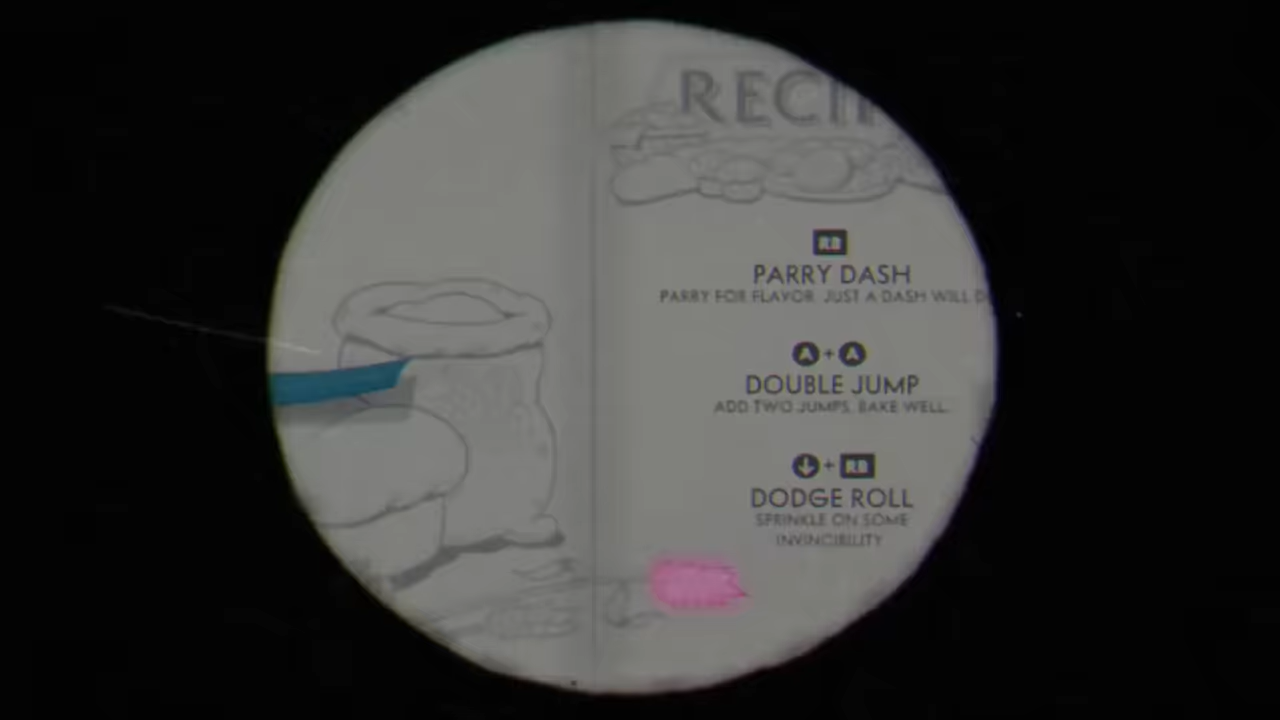 RECIP
RB
PARRY DASH
PARRY FOR FLAVOR. JUST A DASH WILL D
A + A
DOUBLE JUMP
ADD TWO JUMPS. BAKE WELL.
+ RB
DODGE ROLL
SPRINKLE ON SOME
INVINCIBILITY